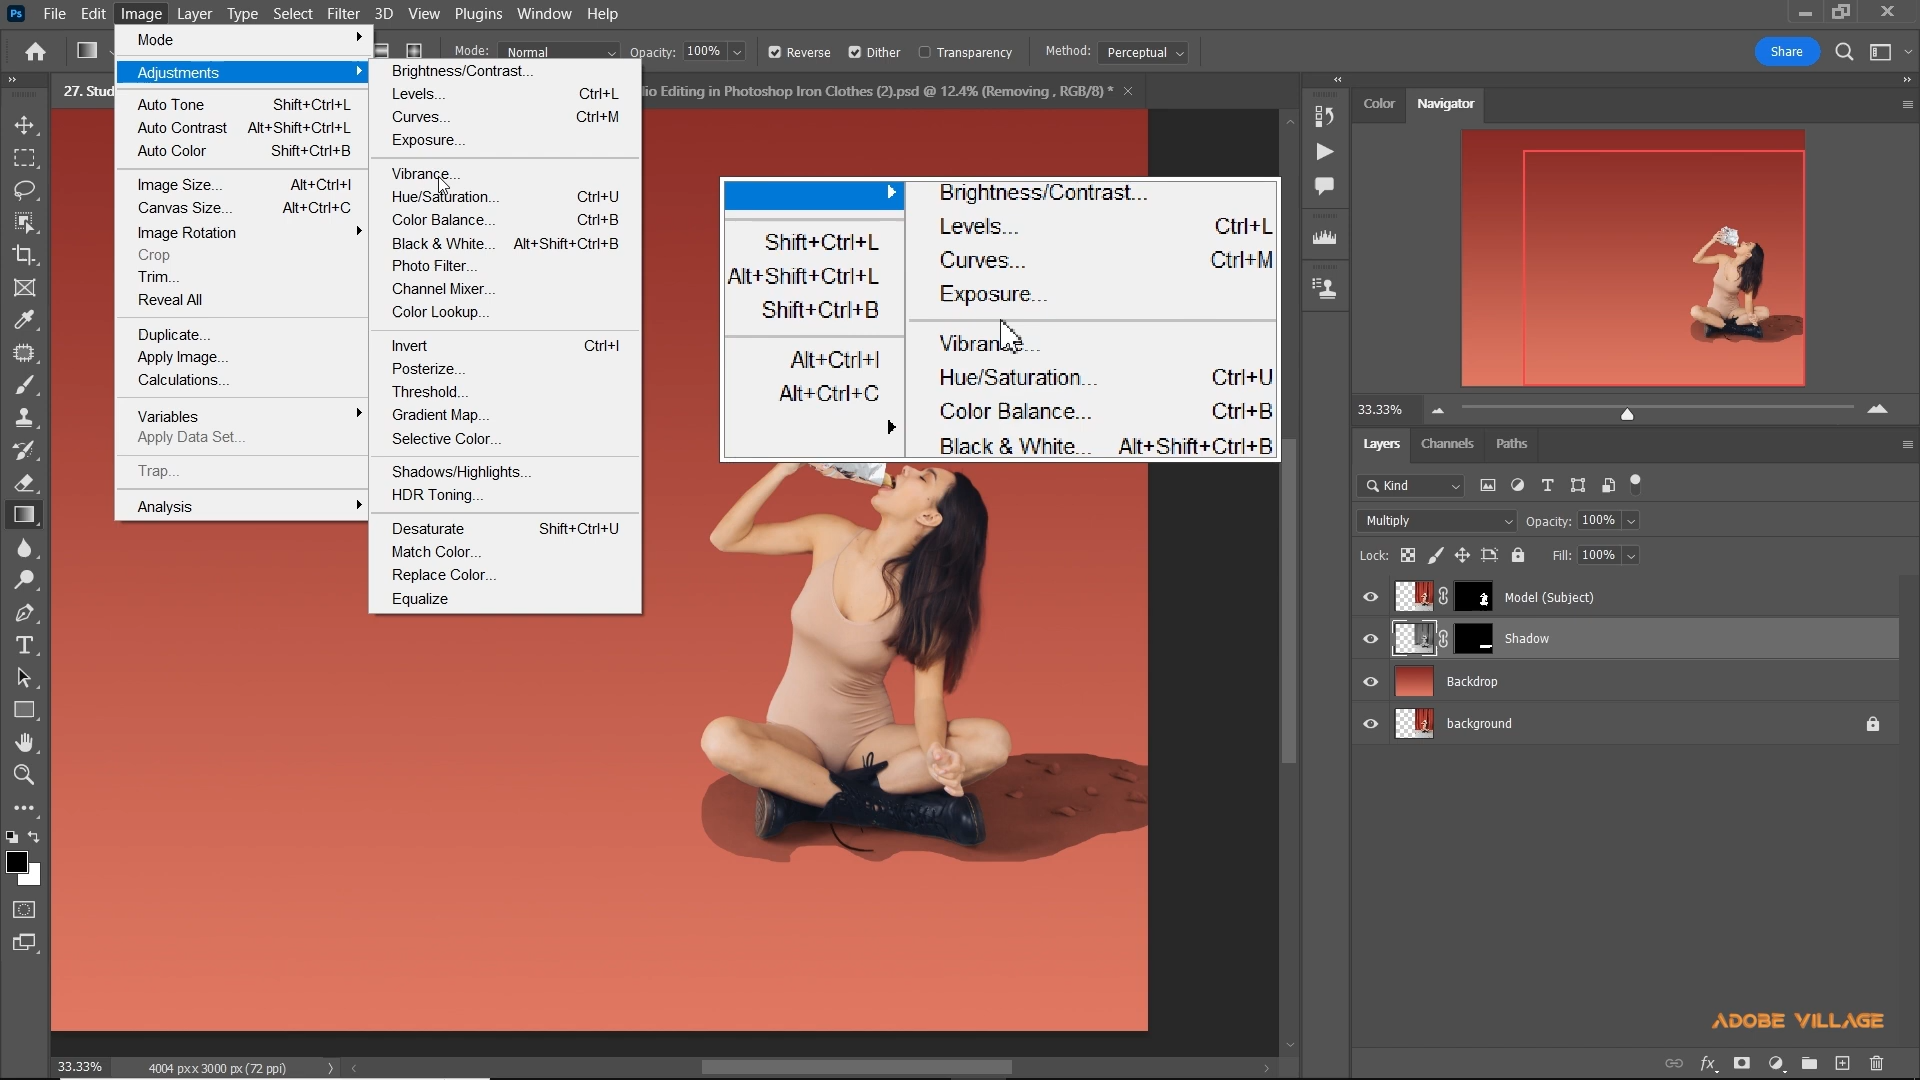 Ps File Edit Image Layer Type Select Filter 3D View Plugins Window Help
Mode: Normal Opacity: 100% Reverse Dither Transparency Method: Perceptual Share
27. Stud
lio Editing in Photoshop Iron Clothes (2).psd @ 12.4% (Removing , RGB/8) *
Mode
Adjustments
Auto Tone Shift+Ctrl+L
Auto Contrast Alt+Shift+Ctrl+L
Auto Color Shift+Ctrl+B
Image Size... Alt+Ctrl+I
Canvas Size... Alt+Ctrl+C
Image Rotation
Crop
Trim...
Reveal All
Duplicate...
Apply Image...
Calculations...
Variables
Apply Data Set...
Trap...
Analysis
Brightness/Contrast...
Levels... Ctrl+L
Curves... Ctrl+M
Exposure...
Vibrance...
Hue/Saturation... Ctrl+U
Color Balance... Ctrl+B
Black & White... Alt+Shift+Ctrl+B
Photo Filter...
Channel Mixer...
Color Lookup...
Invert Ctrl+I
Posterize...
Threshold...
Gradient Map...
Selective Color...
Shadows/Highlights...
HDR Toning...
Desaturate Shift+Ctrl+U
Match Color...
Replace Color...
Equalize
Brightness/Contrast...
Shift+Ctrl+L Levels... Ctrl+L
Alt+Shift+Ctrl+L Curves... Ctrl+M
Shift+Ctrl+B Exposure...
Alt+Ctrl+I Vibrance...
Alt+Ctrl+C Hue/Saturation... Ctrl+U
Color Balance... Ctrl+B
Black & White... Alt+Shift+Ctrl+B
Color Navigator
33.33%
Layers Channels Paths
Kind
Multiply Opacity: 100%
Lock: Fill: 100%
Model (Subject)
Shadow
Backdrop
background
ADOBE VILLAGE
fx
33.33% 4004 px x 3000 px (72 ppi)